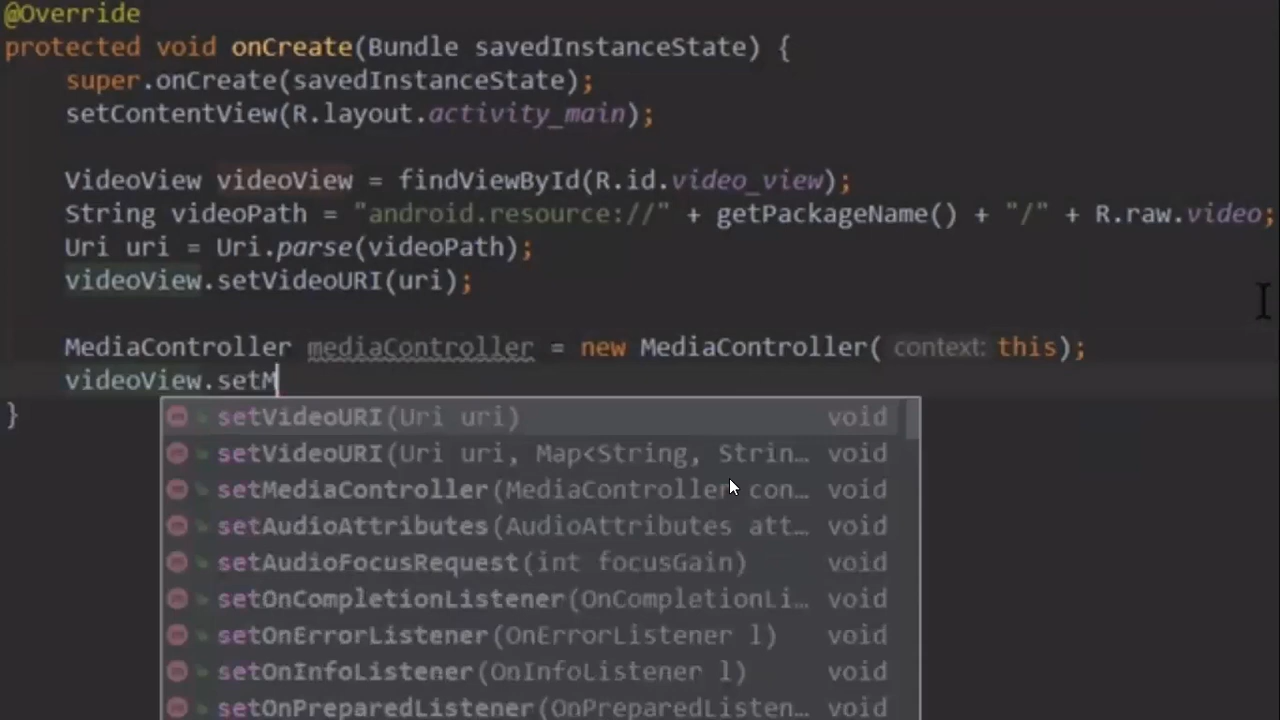 @Override
protected void onCreate(Bundle savedInstanceState) {
super.onCreate(savedInstanceState);
setContentView(R.layout.activity_main);
VideoView videoView = findViewById(R.id.video_view);
String videoPath = "android.resource://" + getPackageName() + "/" + R.raw.video;
Uri uri = Uri.parse(videoPath);
videoView.setVideoURI(uri);
MediaController mediaController = new MediaController( context: this);
videoView.setM
}
setVideoURI(Uri uri) void
setVideoURI(Uri uri, Map<String, Strin… void
setMediaController(MediaController con… void
setAudioAttributes(AudioAttributes att… void
setAudioFocusRequest(int focusGain) void
setOnCompletionListener(OnCompletionLi… void
setOnErrorListener(OnErrorListener l) void
setOnInfoListener(OnInfoListener l) void
setOnPreparedListener(OnPreparedListen… void